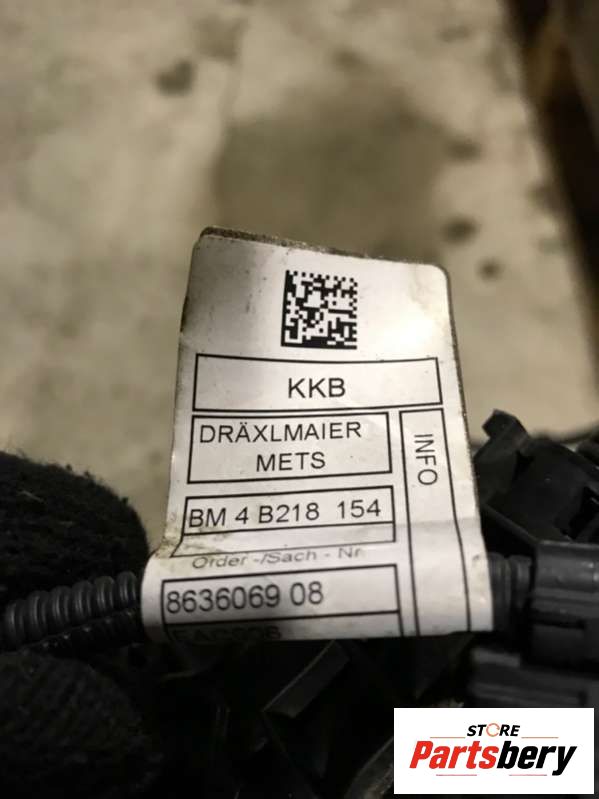 KKB
DRÄXLMAIER
METS
INFO
BM 4 B218 154
Order -/Sach - Nr.
8636069 08
STORE
Partsbery